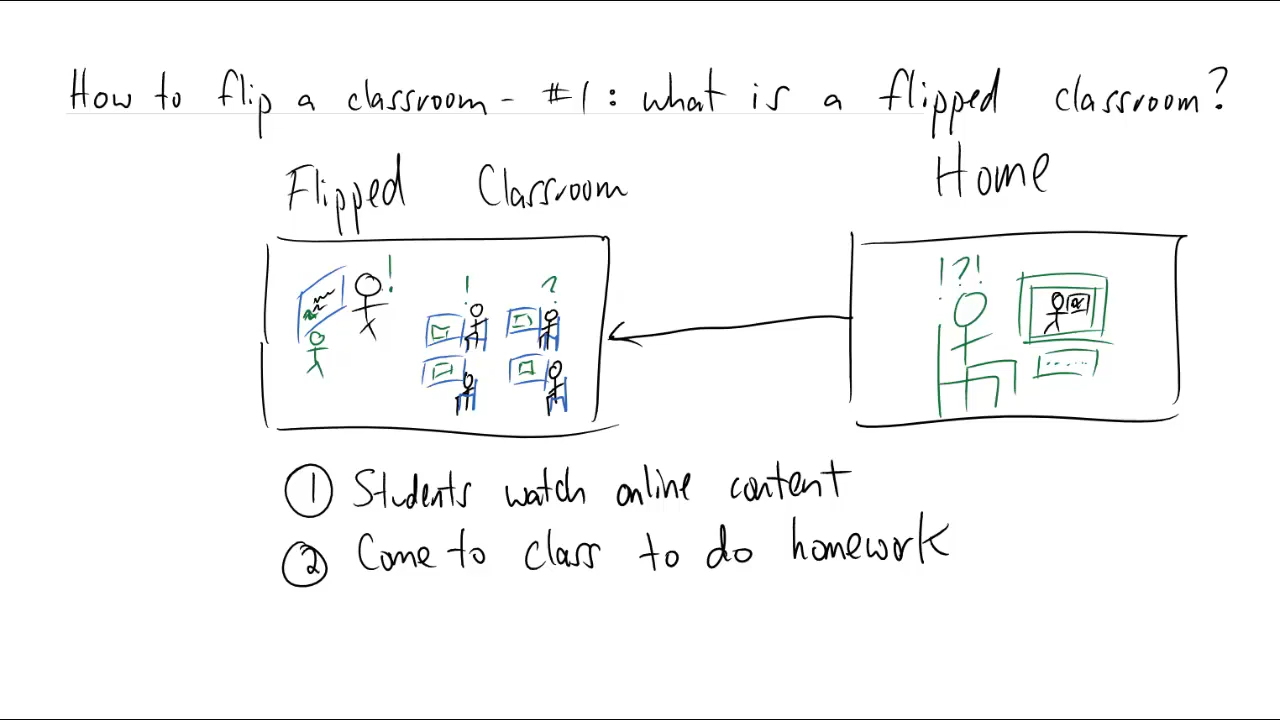 How to flip a classroom - #1: what is a flipped classroom?
Flipped Classroom
Home
! ! ?
!?!
① Students watch online content
② Come to class to do homework